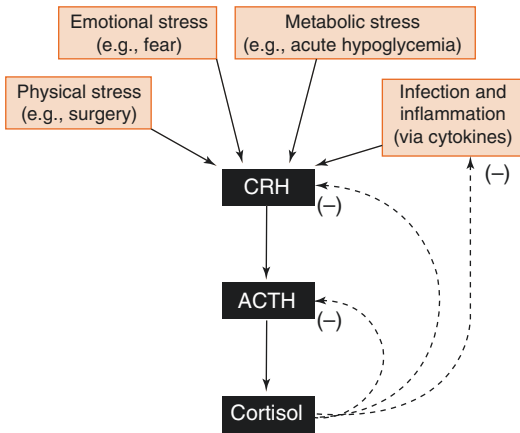 Emotional stress
(e.g., fear)
Metabolic stress
(e.g., acute hypoglycemia)
Physical stress
(e.g., surgery)
Infection and
inflammation
(via cytokines)
(–)
CRH
(–)
ACTH
(–)
Cortisol